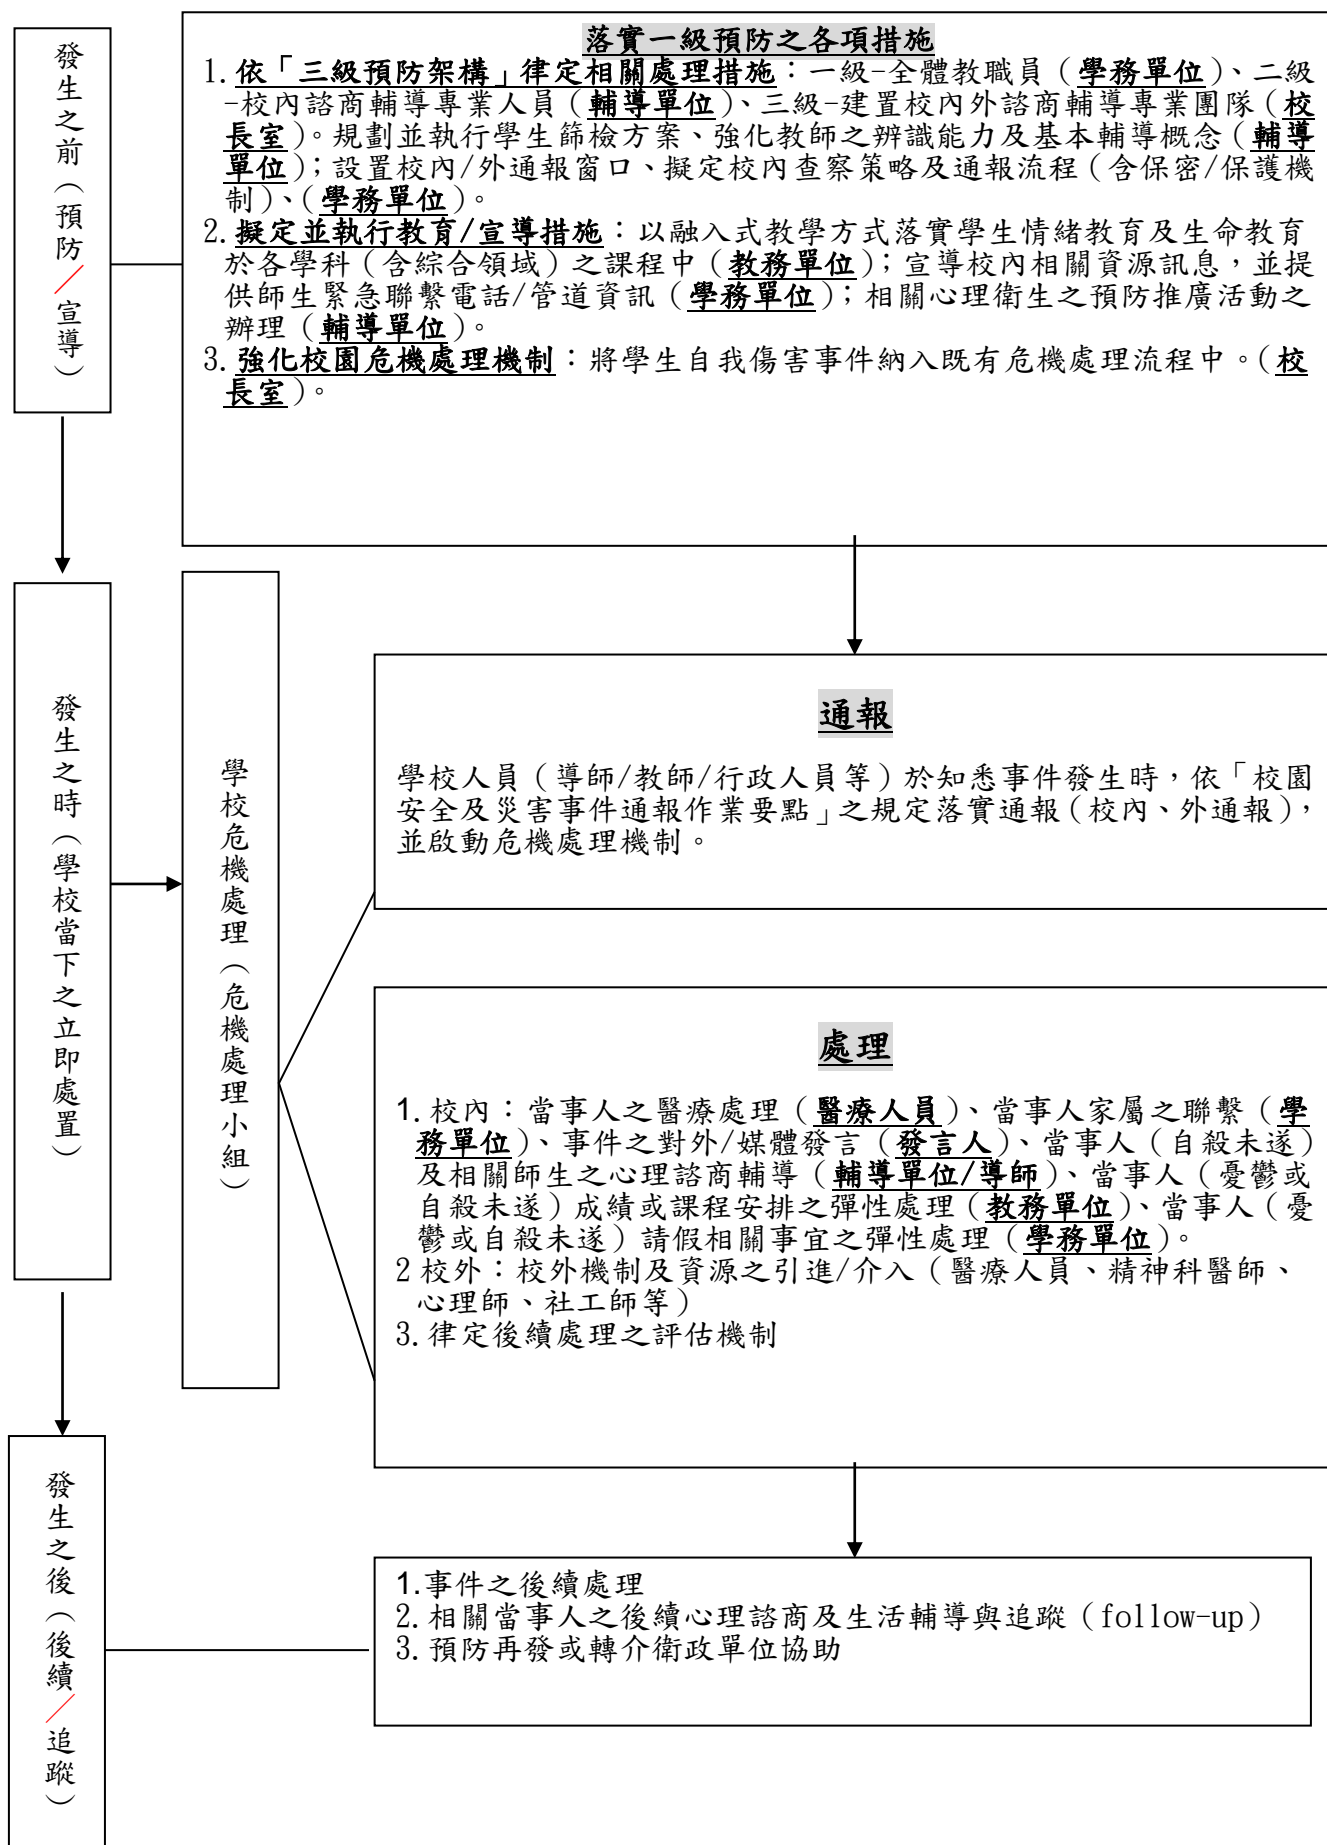 發生之前（預防／宣導）
落實一級預防之各項措施
1.依「三級預防架構」律定相關處理措施：一級-全體教職員（學務單位）、二級
-校內諮商輔導專業人員（輔導單位）、三級-建置校內外諮商輔導專業團隊（校
長室）。規劃並執行學生篩檢方案、強化教師之辨識能力及基本輔導概念（輔導
單位）；設置校內/外通報窗口、擬定校內查察策略及通報流程（含保密/保護機
制）、（學務單位）。
2.擬定並執行教育/宣導措施：以融入式教學方式落實學生情緒教育及生命教育
於各學科（含綜合領域）之課程中（教務單位）；宣導校內相關資源訊息，並提
供師生緊急聯繫電話/管道資訊（學務單位）；相關心理衛生之預防推廣活動之
辦理（輔導單位）。
3.強化校園危機處理機制：將學生自我傷害事件納入既有危機處理流程中。（校
長室）。
發生之時（學校當下之立即處置）
學校危機處理（危機處理小組）
通報
學校人員（導師/教師/行政人員等）於知悉事件發生時，依「校園
安全及災害事件通報作業要點」之規定落實通報（校內、外通報），
並啟動危機處理機制。
處理
1.校內：當事人之醫療處理（醫療人員）、當事人家屬之聯繫（學
務單位）、事件之對外/媒體發言（發言人）、當事人（自殺未遂）
及相關師生之心理諮商輔導（輔導單位/導師）、當事人（憂鬱或
自殺未遂）成績或課程安排之彈性處理（教務單位）、當事人（憂
鬱或自殺未遂）請假相關事宜之彈性處理（學務單位）。
2 校外：校外機制及資源之引進/介入（醫療人員、精神科醫師、
心理師、社工師等）
3.律定後續處理之評估機制
發生之後（後續／追蹤）
1.事件之後續處理
2.相關當事人之後續心理諮商及生活輔導與追蹤（follow-up）
3.預防再發或轉介衛政單位協助